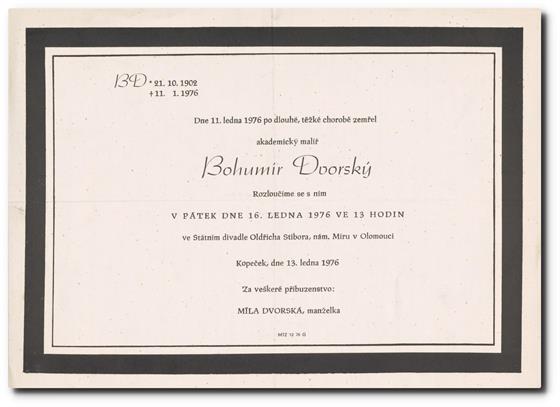 BD * 21. 10. 1902
† 11. 1. 1976
Dne 11. ledna 1976 po dlouhé, těžké chorobě zemřel
akademický malíř
Bohumír Dvorský
Rozloučíme se s ním
V PÁTEK DNE 16. LEDNA 1976 VE 13 HODIN
ve Státním divadle Oldřicha Stibora, nám. Míru v Olomouci
Kopeček, dne 13. ledna 1976
Za veškeré příbuzenstvo:
MÍLA DVORSKÁ, manželka